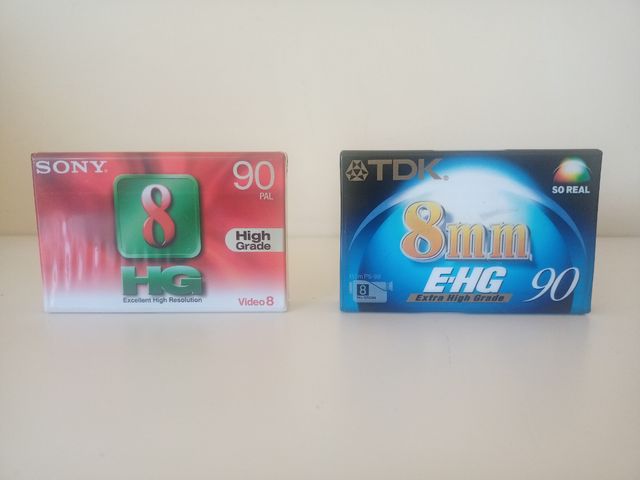 SONY
90
PAL
8
High
Grade
HG
Excellent High Resolution
Video 8
TDK
SO REAL
8mm
E-HG
8
Extra High Grade
90